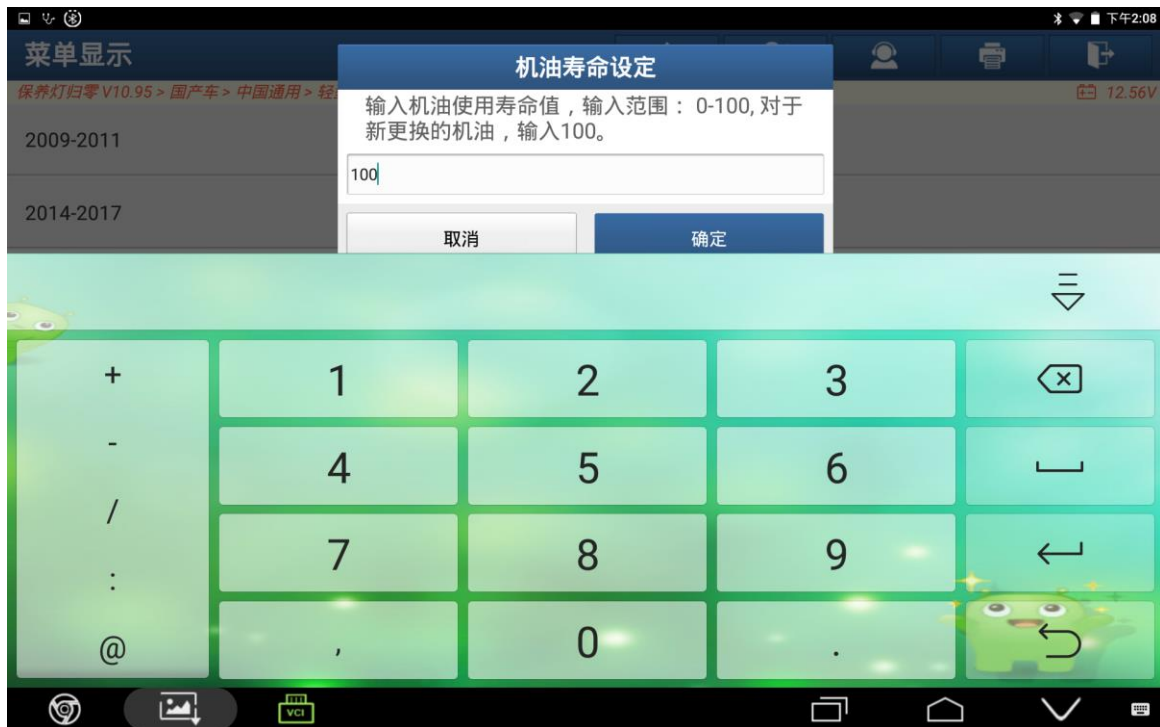 下午2:08
菜单显示
机油寿命设定
保养灯归零 V10.95 > 国产车 > 中国通用 > 轻
12.56V
输入机油使用寿命值，输入范围：0-100, 对于
新更换的机油，输入100。
2009-2011
100
2014-2017
取消
确定
+
1
2
3
-
4
5
6
/
7
8
9
:
@
,
0
.
VCI